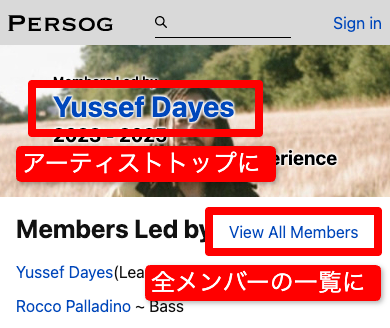 PERSOG
Sign in
Members Led by
Yussef Dayes
2023 - 2025
アーティストトップに
erience
Members Led by
View All Members
Yussef Dayes(Lea
全メンバーの一覧に
Rocco Palladino ~ Bass